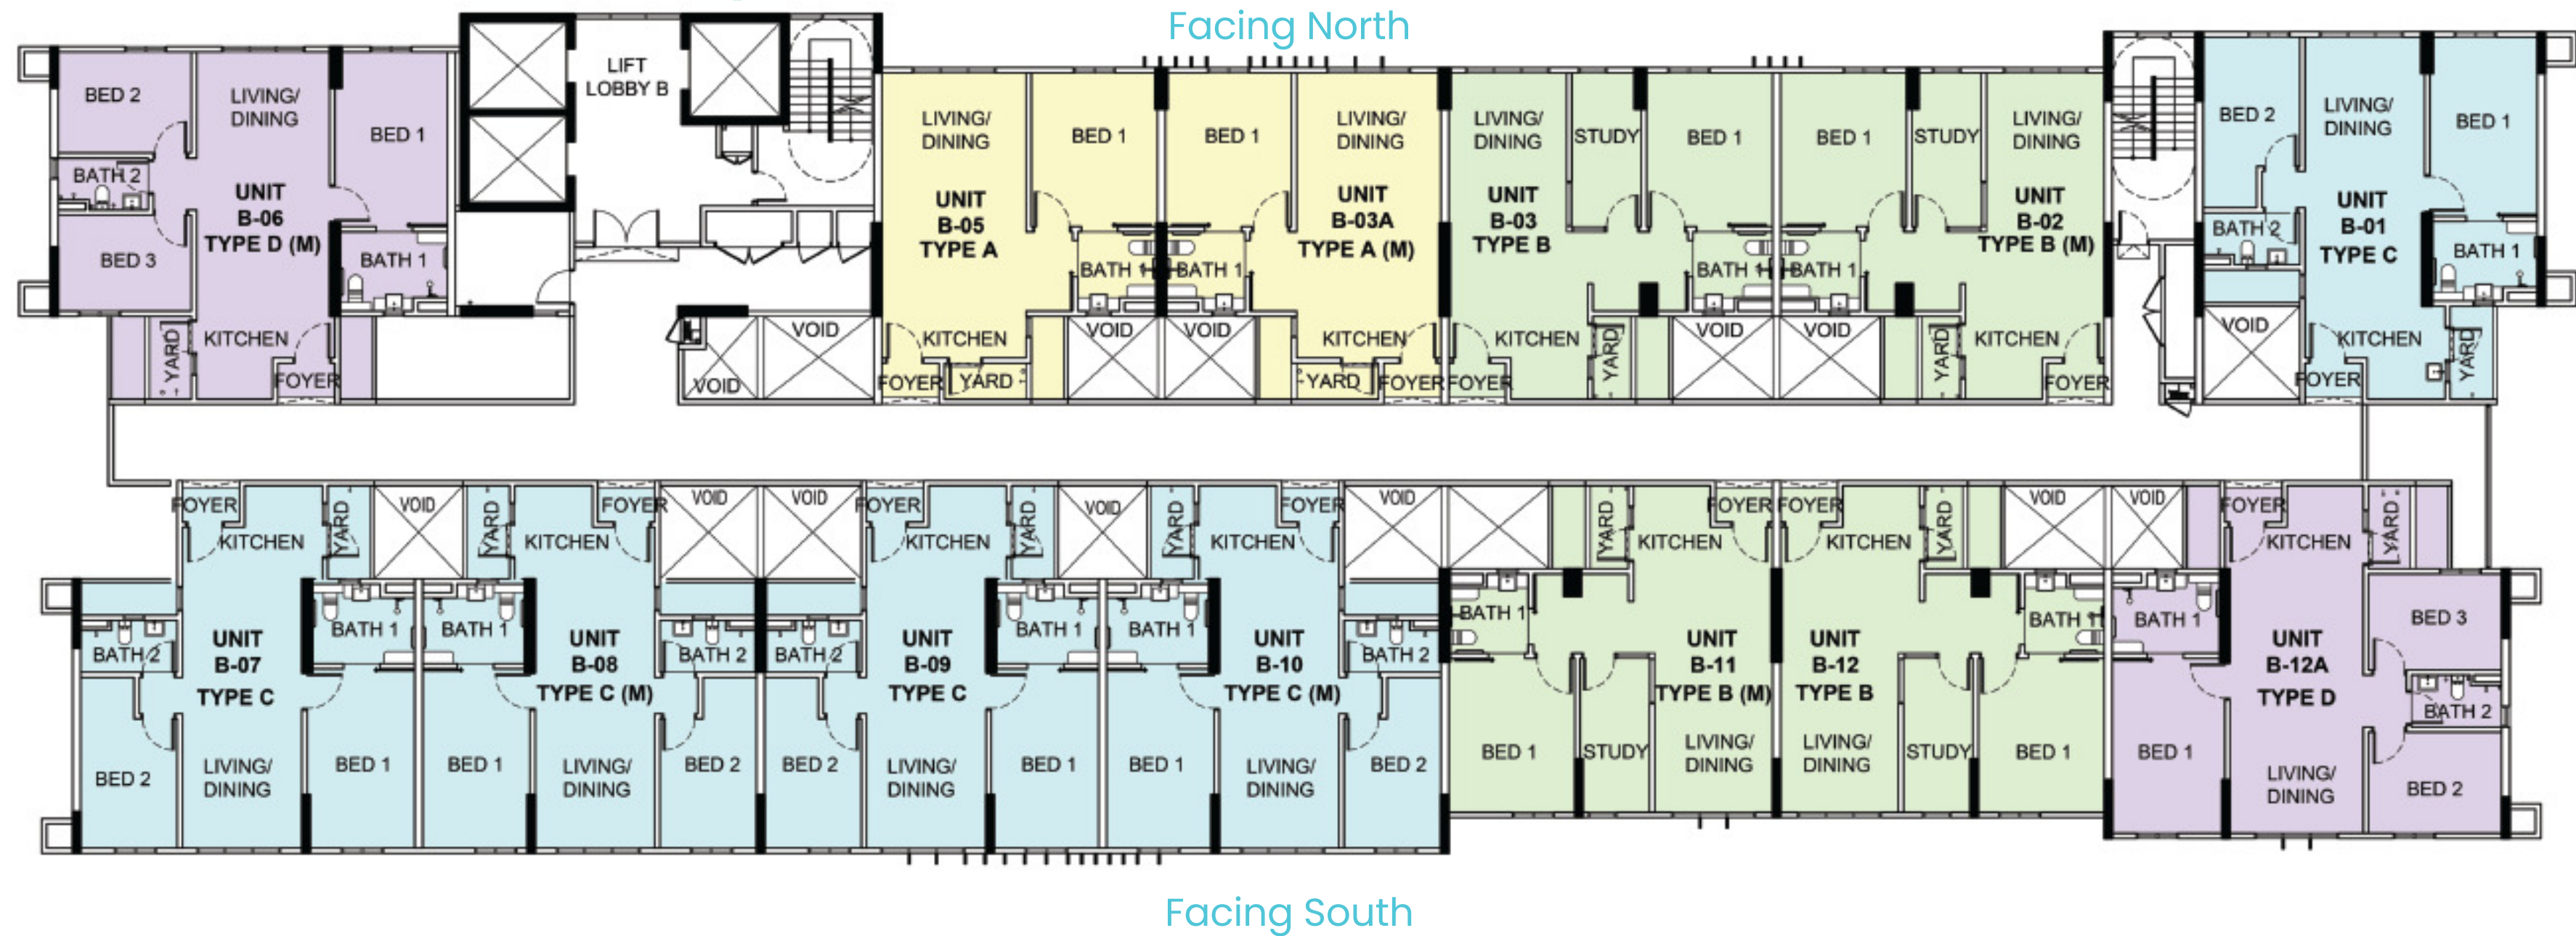 Facing North
BED 2
LIVING/
DINING
BED 1
BATH 2
UNIT
B-06
TYPE D (M)
BED 3
BATH 1
YARD
KITCHEN
FOYER
LIFT
LOBBY B
VOID
VOID
LIVING/
DINING
BED 1
UNIT
B-05
TYPE A
BATH 1
KITCHEN
FOYER
YARD
VOID
BED 1
LIVING/
DINING
UNIT
B-03A
TYPE A (M)
BATH 1
VOID
KITCHEN
YARD
FOYER
LIVING/
DINING
STUDY
BED 1
UNIT
B-03
TYPE B
BATH 1
KITCHEN
YARD
FOYER
VOID
BED 1
STUDY
LIVING/
DINING
UNIT
B-02
TYPE B (M)
BATH 1
VOID
YARD
KITCHEN
FOYER
BED 2
LIVING/
DINING
BED 1
UNIT
B-01
TYPE C
BATH 2
BATH 1
VOID
KITCHEN
YARD
FOYER
FOYER
KITCHEN
YARD
VOID
BATH 2
UNIT
B-07
TYPE C
BATH 1
BED 2
LIVING/
DINING
BED 1
YARD
KITCHEN
FOYER
VOID
BATH 1
UNIT
B-08
TYPE C (M)
BATH 2
BED 1
LIVING/
DINING
BED 2
VOID
FOYER
KITCHEN
YARD
VOID
BATH 2
UNIT
B-09
TYPE C
BATH 1
BED 2
LIVING/
DINING
BED 1
YARD
KITCHEN
FOYER
VOID
BATH 1
UNIT
B-10
TYPE C (M)
BATH 2
BED 1
LIVING/
DINING
BED 2
YARD
KITCHEN
FOYER
BATH 1
UNIT
B-11
TYPE B (M)
BED 1
STUDY
LIVING/
DINING
FOYER
KITCHEN
YARD
VOID
UNIT
B-12
TYPE B
BATH 1
LIVING/
DINING
STUDY
BED 1
VOID
FOYER
KITCHEN
YARD
BATH 1
UNIT
B-12A
TYPE D
BED 3
BATH 2
BED 1
LIVING/
DINING
BED 2
Facing South